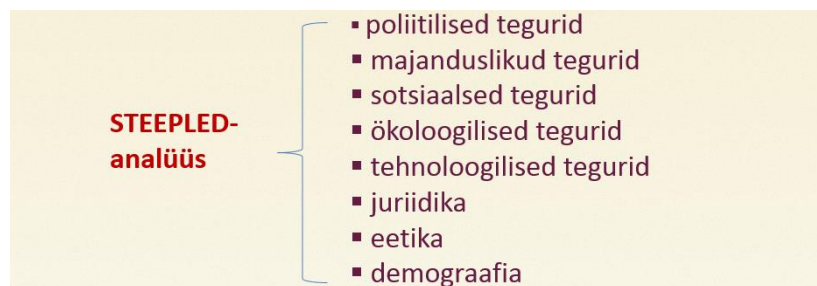 STEEPLED-
analüüs
▪ poliitilised tegurid
▪ majanduslikud tegurid
▪ sotsiaalsed tegurid
▪ ökoloogilised tegurid
▪ tehnoloogilised tegurid
▪ juriidika
▪ eetika
▪ demograafia